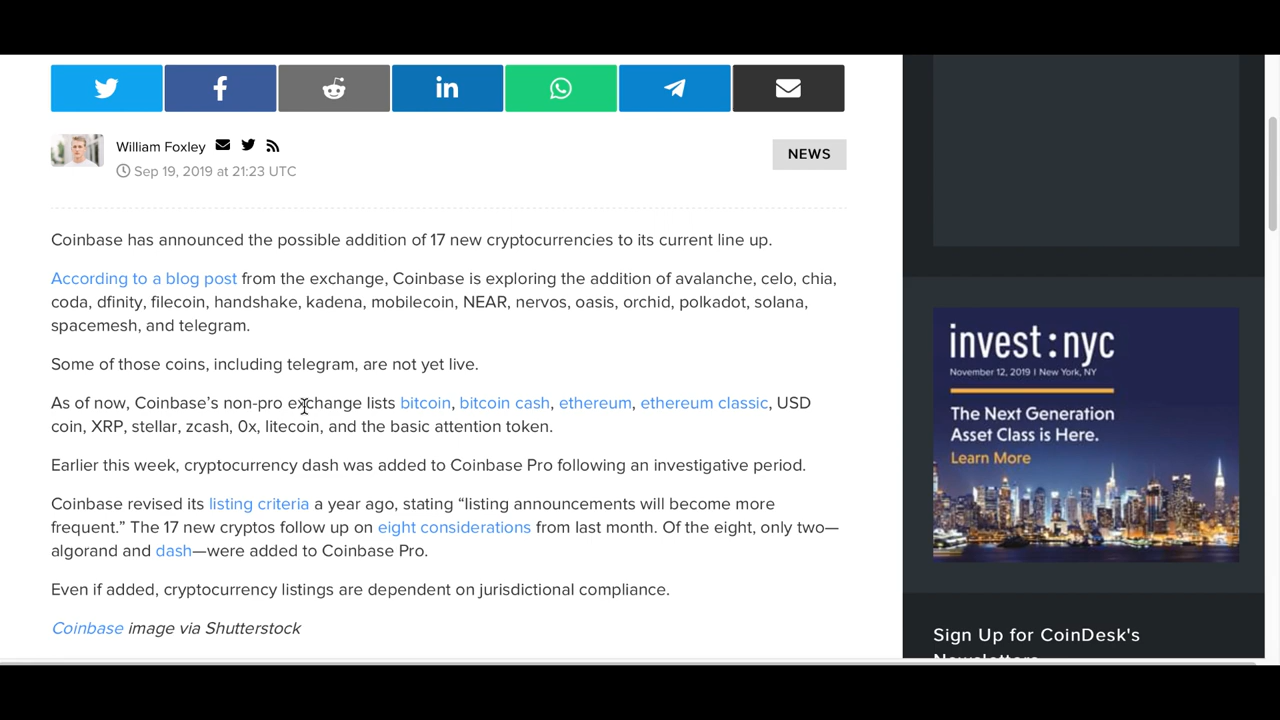 William Foxley
Sep 19, 2019 at 21:23 UTC
NEWS
Coinbase has announced the possible addition of 17 new cryptocurrencies to its current line up.
According to a blog post from the exchange, Coinbase is exploring the addition of avalanche, celo, chia,
coda, dfinity, filecoin, handshake, kadena, mobilecoin, NEAR, nervos, oasis, orchid, polkadot, solana,
spacemesh, and telegram.
Some of those coins, including telegram, are not yet live.
As of now, Coinbase's non-pro exchange lists bitcoin, bitcoin cash, ethereum, ethereum classic, USD
coin, XRP, stellar, zcash, 0x, litecoin, and the basic attention token.
Earlier this week, cryptocurrency dash was added to Coinbase Pro following an investigative period.
Coinbase revised its listing criteria a year ago, stating “listing announcements will become more
frequent.” The 17 new cryptos follow up on eight considerations from last month. Of the eight, only two—
algorand and dash—were added to Coinbase Pro.
Even if added, cryptocurrency listings are dependent on jurisdictional compliance.
Coinbase image via Shutterstock
invest:nyc
November 12, 2019 | New York, NY
The Next Generation
Asset Class is Here.
Learn More
Sign Up for CoinDesk's
Newsletters